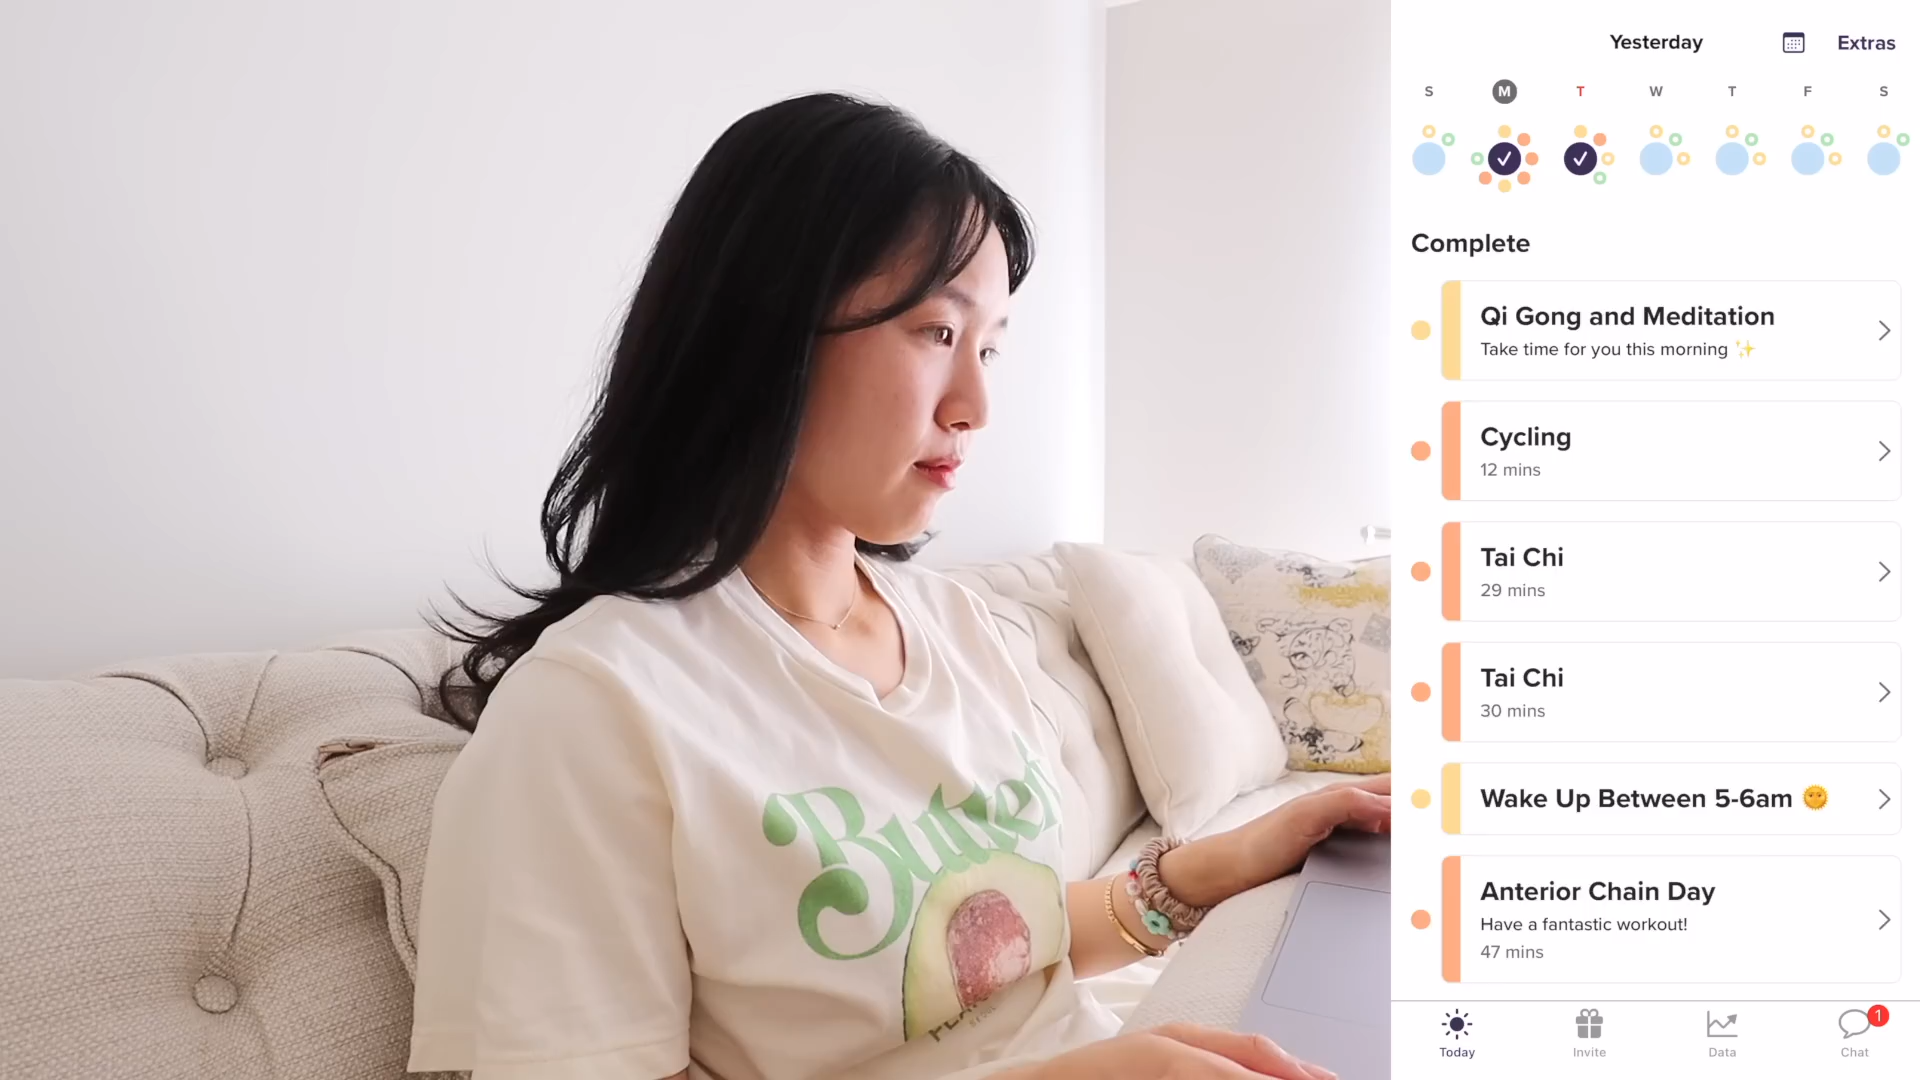 Yesterday
Extras
S M T W T F S
Complete
Qi Gong and Meditation
Take time for you this morning ✨
Cycling
12 mins
Tai Chi
29 mins
Tai Chi
30 mins
Wake Up Between 5-6am 🌞
Anterior Chain Day
Have a fantastic workout!
47 mins
1
Today
Invite
Data
Chat
Butter